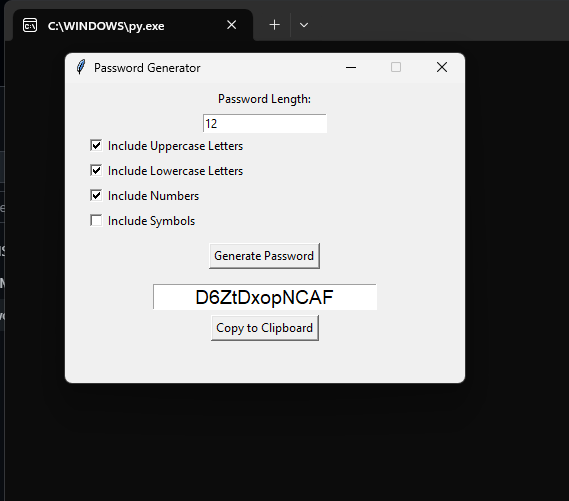 C:\WINDOWS\py.exe
Password Generator
Password Length:
12
Include Uppercase Letters
Include Lowercase Letters
Include Numbers
Include Symbols
Generate Password
D6ZtDxopNCAF
Copy to Clipboard